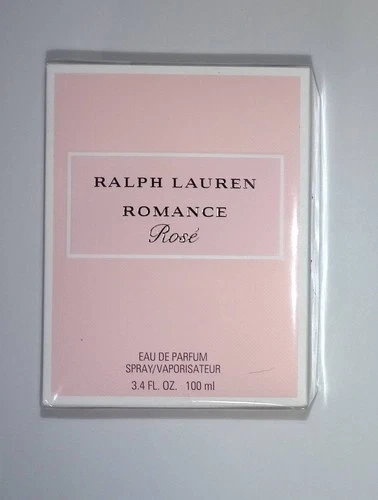 RALPH LAUREN
ROMANCE
Rosé
EAU DE PARFUM
SPRAY/VAPORISATEUR
3.4 FL. OZ. 100 ml